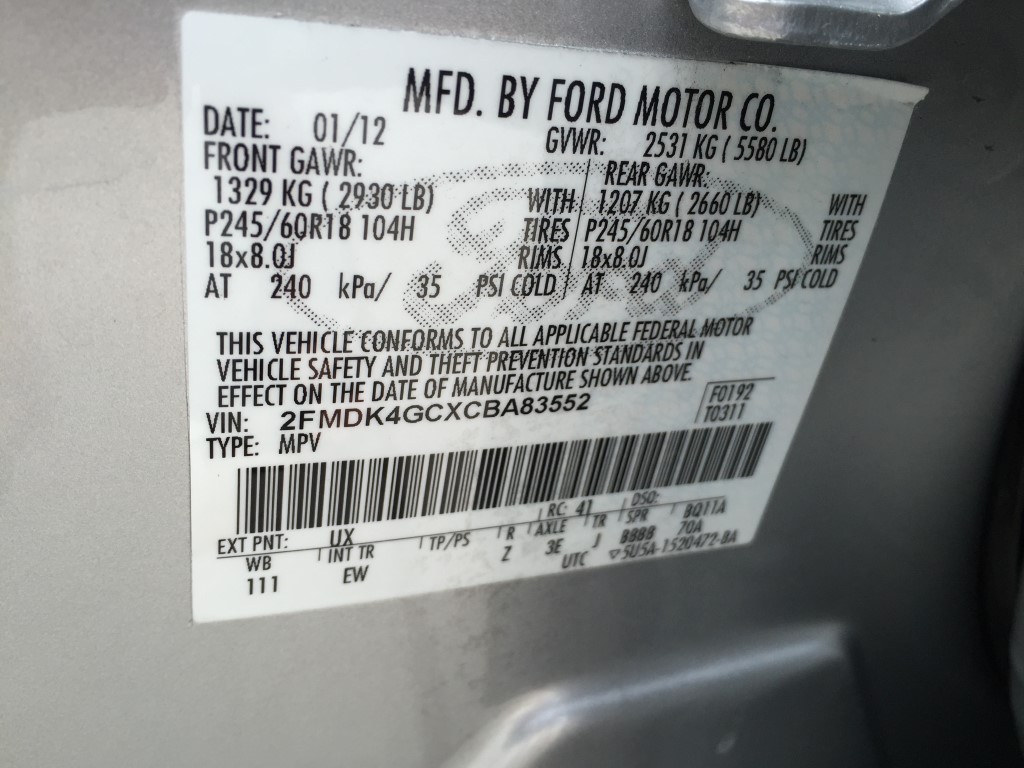 MFD. BY FORD MOTOR CO.
DATE: 01/12 GVWR: 2531 KG ( 5580 LB)
FRONT GAWR: REAR GAWR:
1329 KG ( 2930 LB) WITH 1207 KG ( 2660 LB) WITH
P245/60R18 104H TIRES P245/60R18 104H TIRES
18x8.0J RIMS 18x8.0J RIMS
AT 240 kPa/ 35 PSI COLD AT 240 kPa/ 35 PSI COLD
THIS VEHICLE CONFORMS TO ALL APPLICABLE FEDERAL MOTOR
VEHICLE SAFETY AND THEFT PREVENTION STANDARDS IN
EFFECT ON THE DATE OF MANUFACTURE SHOWN ABOVE.
VIN: 2FMDK4GCXCBA83552 F0192
TYPE: MPV T0311
EXT PNT: UX RC: 41 DSO:
WB INT TR TP/PS R AXLE TR SPR BQ11A
111 EW Z 3E J BBBB 70A
UTC ▽5U5A-1520472-BA